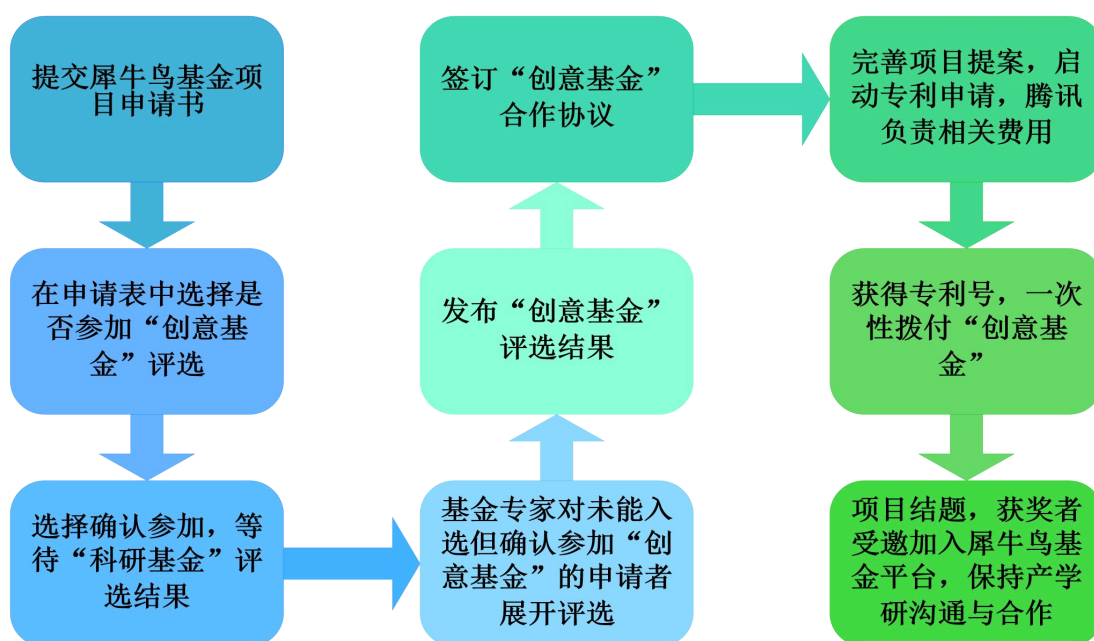 提交犀牛鸟基金项
目申请书
在申请表中选择是
否参加“创意基
金”评选
选择确认参加，等
待“科研基金”评
选结果
基金专家对未能入
选但确认参加“创
意基金”的申请者
展开评选
发布“创意基金”
评选结果
签订“创意基金”
合作协议
完善项目提案，启
动专利申请，腾讯
负责相关费用
获得专利号，一次
性拨付“创意基
金”
项目结题，获奖者
受邀加入犀牛鸟基
金平台，保持产学
研沟通与合作